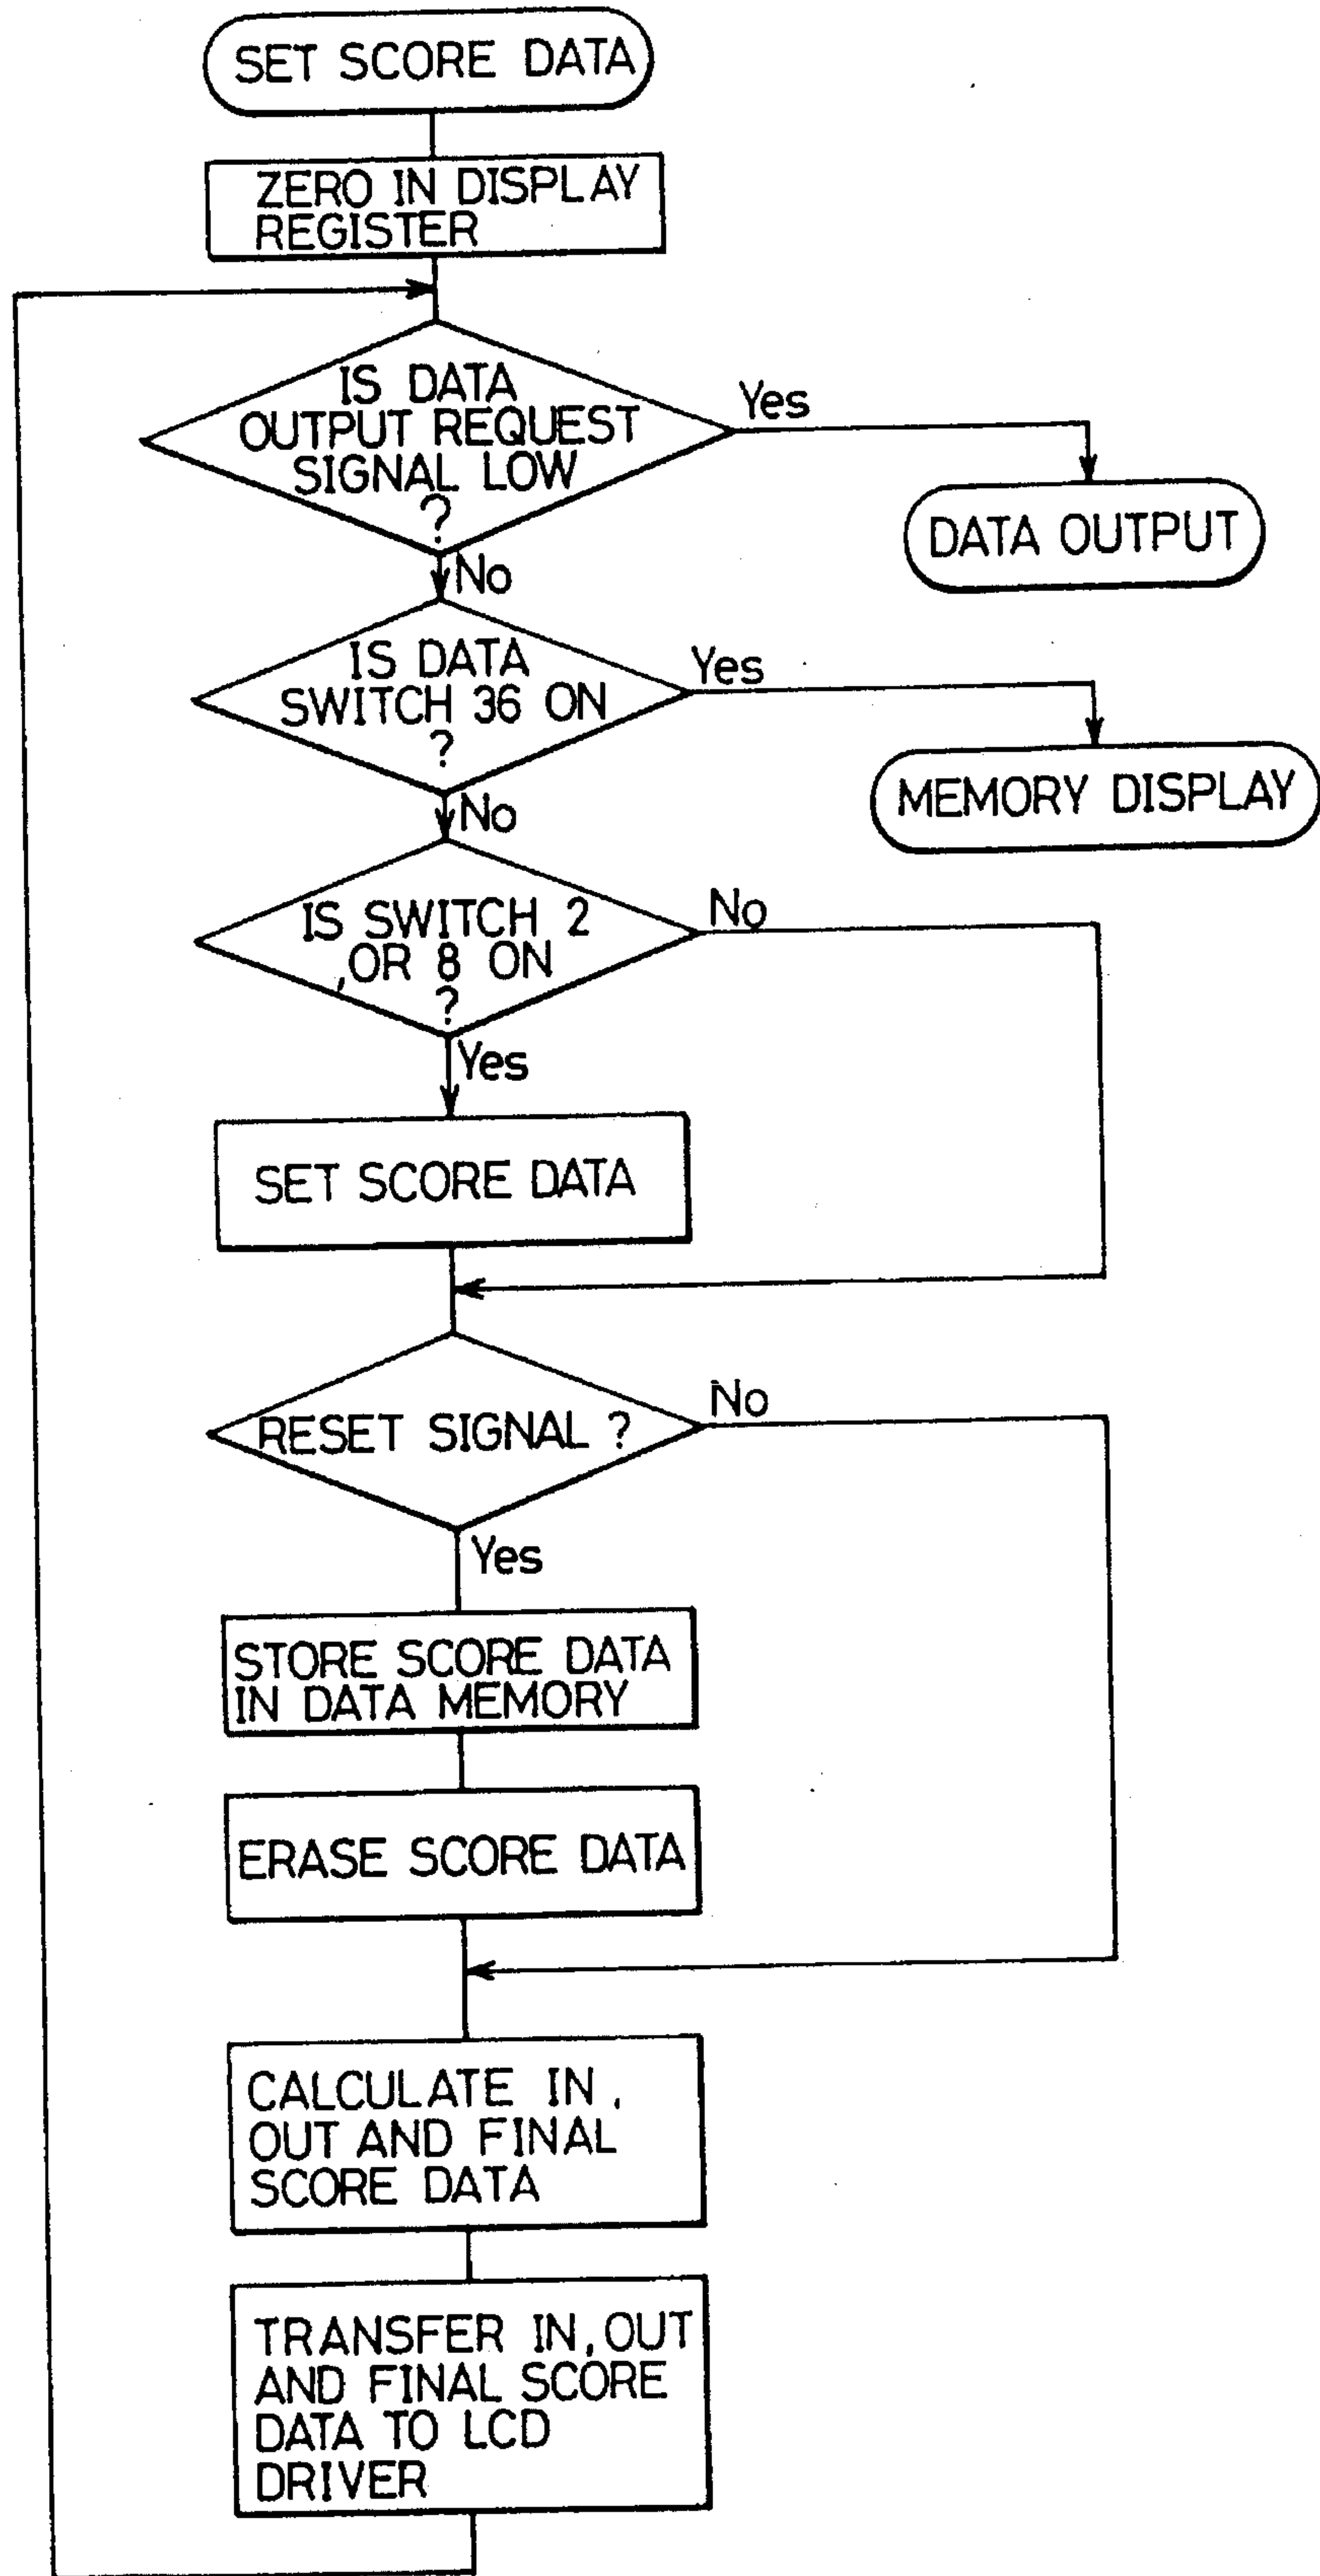 SET SCORE DATA
ZERO IN DISPLAY
REGISTER
IS DATA
OUTPUT REQUEST
SIGNAL LOW
?
Yes
DATA OUTPUT
No
IS DATA
SWITCH 36 ON
?
Yes
MEMORY DISPLAY
No
IS SWITCH 2
OR 8 ON
?
No
Yes
SET SCORE DATA
RESET SIGNAL ?
No
Yes
STORE SCORE DATA
IN DATA MEMORY
ERASE SCORE DATA
CALCULATE IN,
OUT AND FINAL
SCORE DATA
TRANSFER IN, OUT
AND FINAL SCORE
DATA TO LCD
DRIVER